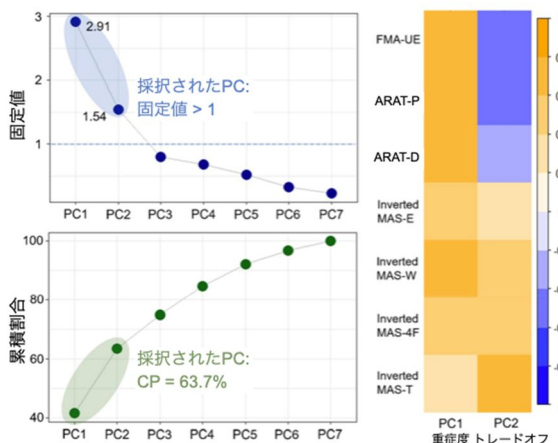 3
2
1
固定値
2.91
1.54
採択されたPC:
固定値 > 1
PC1 PC2 PC3 PC4 PC5 PC6 PC7
100
80
60
40
累積割合
採択されたPC:
CP = 63.7%
PC1 PC2 PC3 PC4 PC5 PC6 PC7
FMA-UE
ARAT-P
ARAT-D
Inverted
MAS-E
Inverted
MAS-W
Inverted
MAS-4F
Inverted
MAS-T
PC1 PC2
重症度 トレードオフ